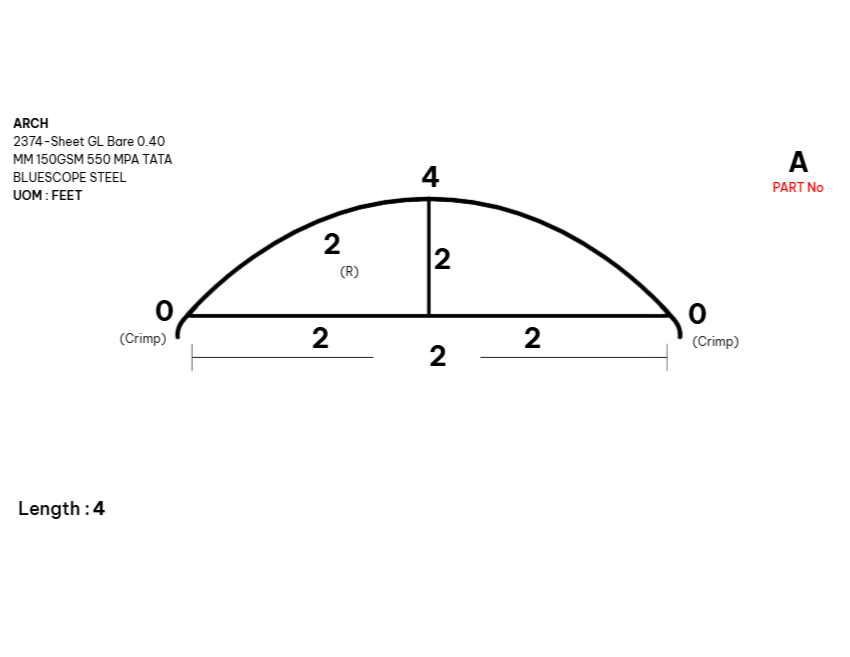 ARCH
2374-Sheet GL Bare 0.40
MM 150GSM 550 MPA TATA
BLUESCOPE STEEL
UOM : FEET
A
PART No
4
2
(R)
2
0
(Crimp)
0
(Crimp)
2
2
2
Length : 4